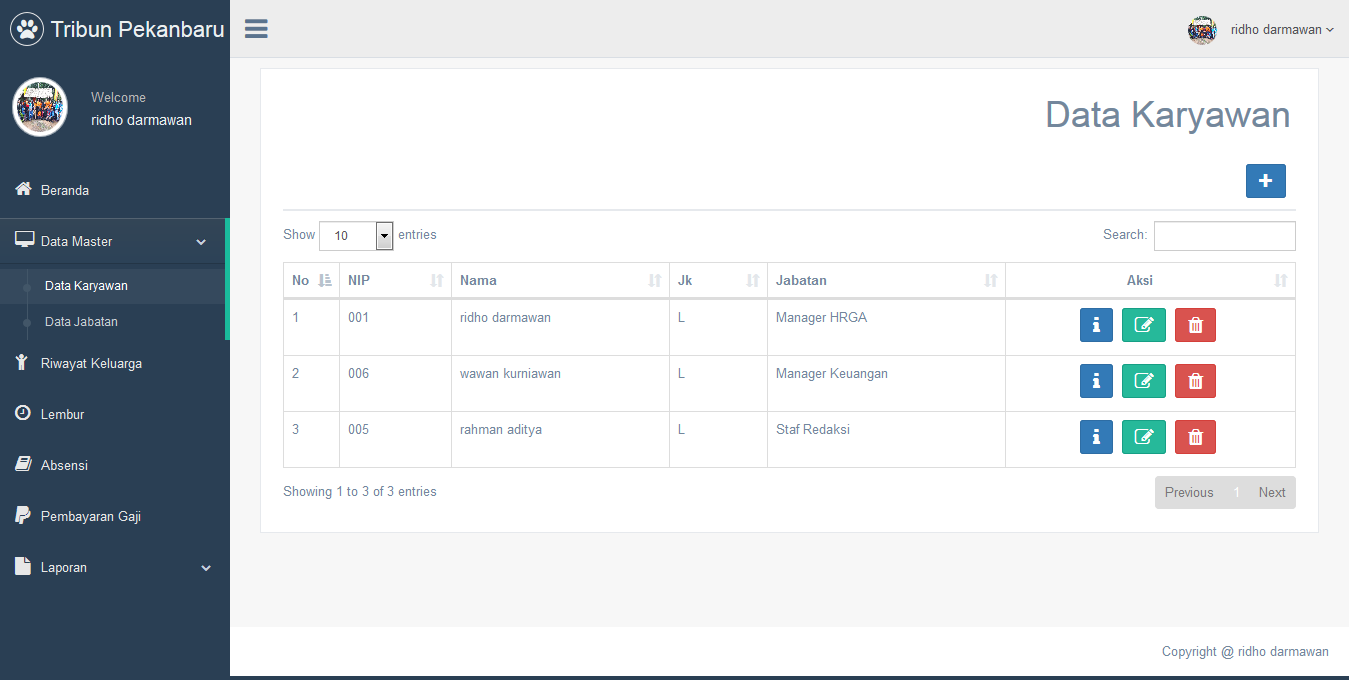 Tribun Pekanbaru
ridho darmawan
Welcome
ridho darmawan
Beranda
Data Master
Data Karyawan
Data Jabatan
Riwayat Keluarga
Lembur
Absensi
Pembayaran Gaji
Laporan
Data Karyawan
Show 10 entries
Search:
No NIP Nama Jk Jabatan Aksi
1 001 ridho darmawan L Manager HRGA
2 006 wawan kurniawan L Manager Keuangan
3 005 rahman aditya L Staf Redaksi
Showing 1 to 3 of 3 entries
Previous 1 Next
Copyright @ ridho darmawan